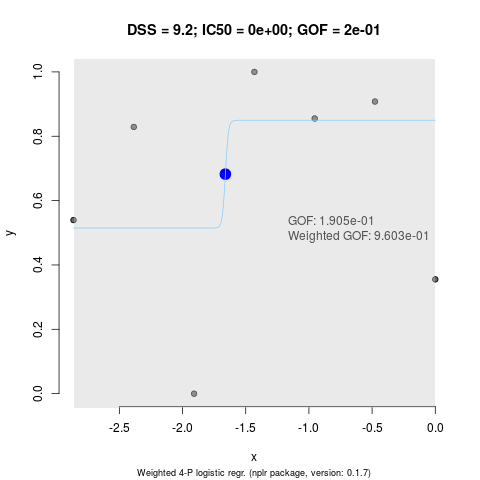 DSS = 9.2; IC50 = 0e+00; GOF = 2e-01
1.0
0.8
0.6
0.4
0.2
0.0
y
GOF: 1.905e-01
Weighted GOF: 9.603e-01
-2.5 -2.0 -1.5 -1.0 -0.5 0.0
x
Weighted 4-P logistic regr. (nplr package, version: 0.1.7)